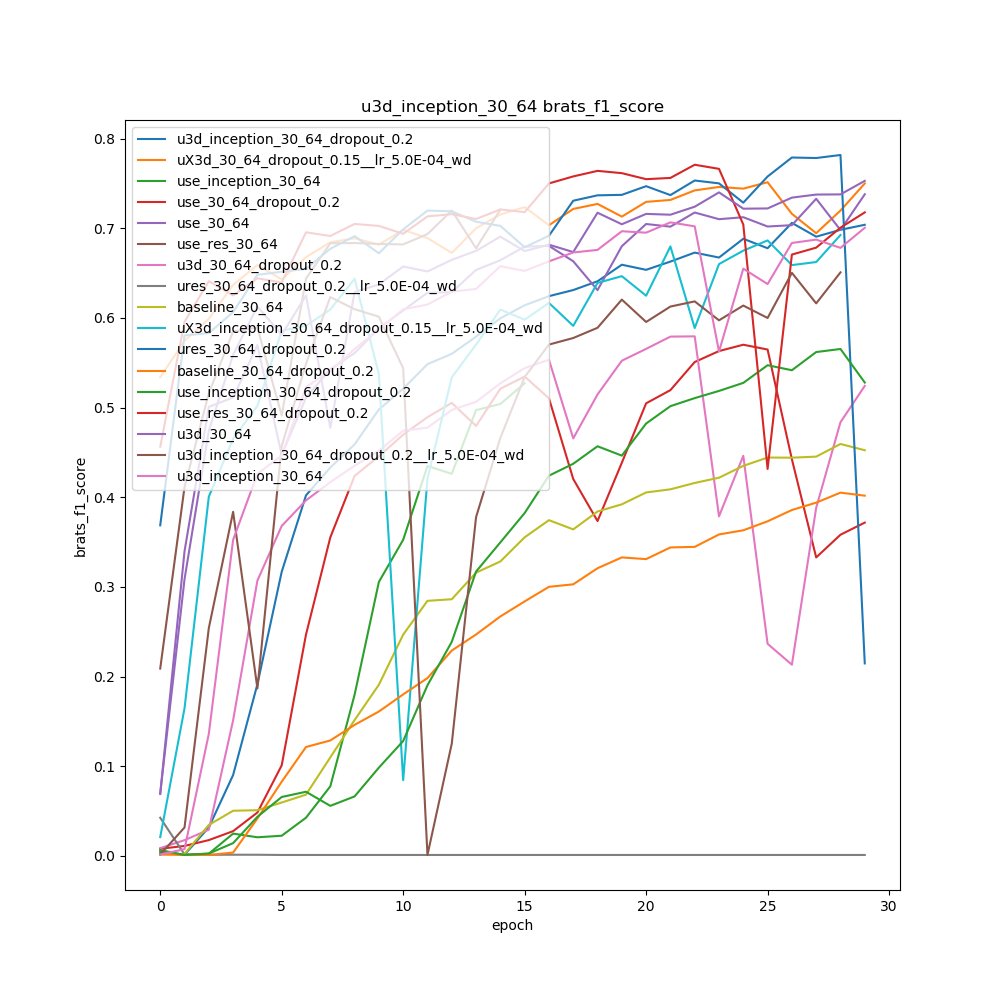 u3d_inception_30_64 brats_f1_score
u3d_inception_30_64_dropout_0.2
uX3d_30_64_dropout_0.15__lr_5.0E-04_wd
use_inception_30_64
use_30_64_dropout_0.2
use_30_64
use_res_30_64
u3d_30_64_dropout_0.2
ures_30_64_dropout_0.2__lr_5.0E-04_wd
baseline_30_64
uX3d_inception_30_64_dropout_0.15__lr_5.0E-04_wd
ures_30_64_dropout_0.2
baseline_30_64_dropout_0.2
use_inception_30_64_dropout_0.2
use_res_30_64_dropout_0.2
u3d_30_64
u3d_inception_30_64_dropout_0.2__lr_5.0E-04_wd
u3d_inception_30_64
0.8
0.7
0.6
0.5
0.4
0.3
0.2
0.1
0.0
brats_f1_score
0 5 10 15 20 25 30
epoch